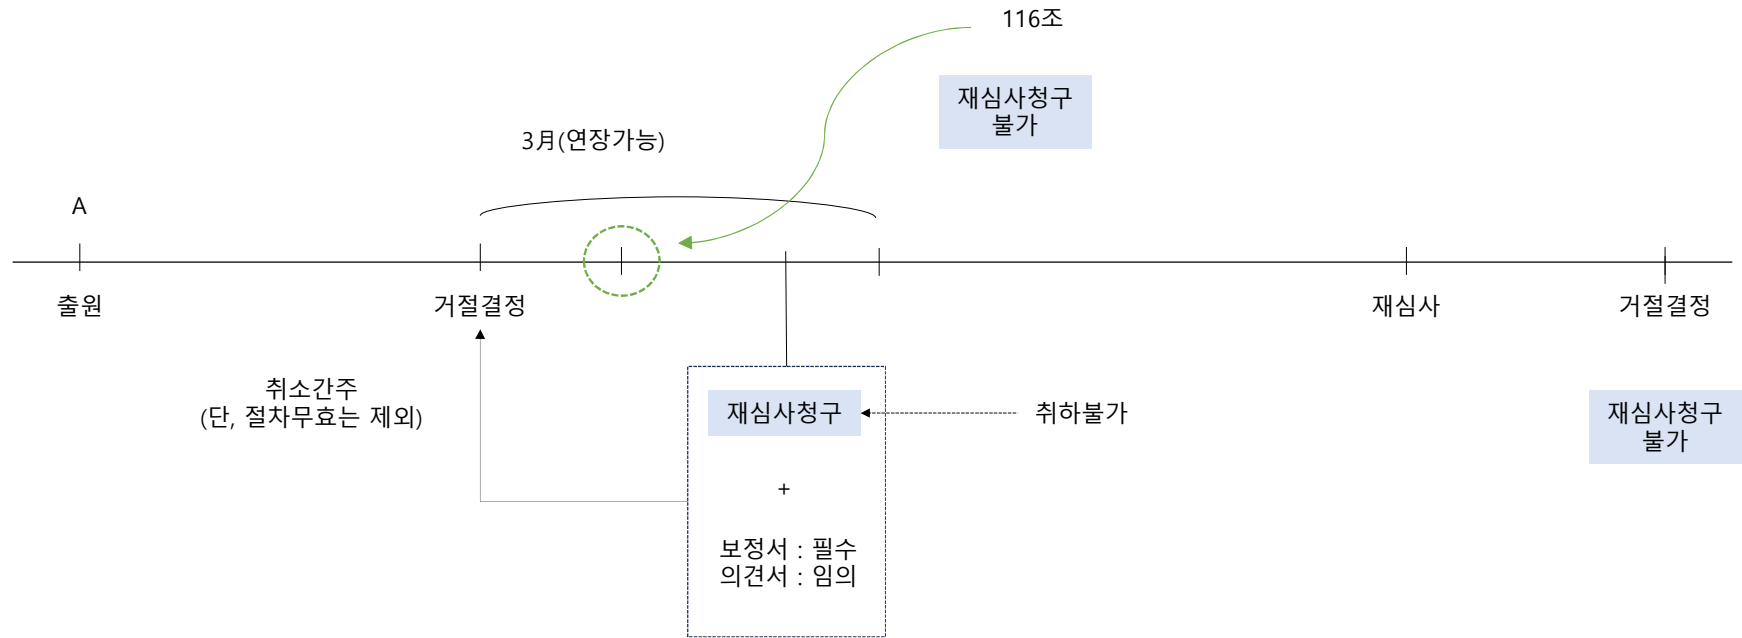 116조
재심사청구
불가
3月(연장가능)
A
출원
거절결정
재심사
거절결정
취소간주
(단, 절차무효는 제외)
재심사청구
취하불가
재심사청구
불가
+
보정서 : 필수
의견서 : 임의